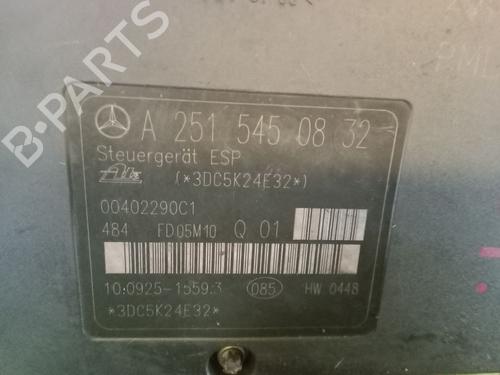 B-PARTS
A 251 545 08 32
Steuergerät ESP
Ate (*3DC5K24E32*)
00402290C1
484 FD05M10 Q 01
10.0925-1559.3 085 HW 0448
*3DC5K24E32*